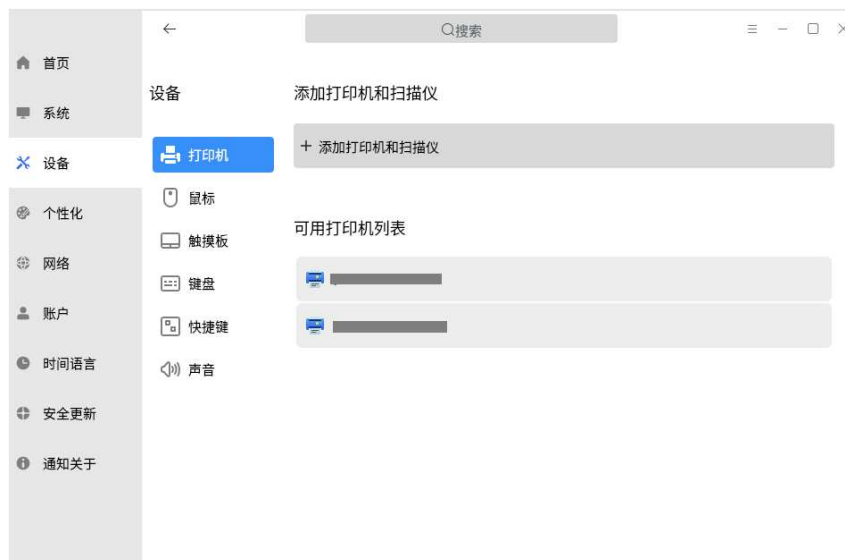 搜索
首页
系统
设备
个性化
网络
账户
时间语言
安全更新
通知关于
设备
打印机
鼠标
触摸板
键盘
快捷键
声音
添加打印机和扫描仪
+ 添加打印机和扫描仪
可用打印机列表